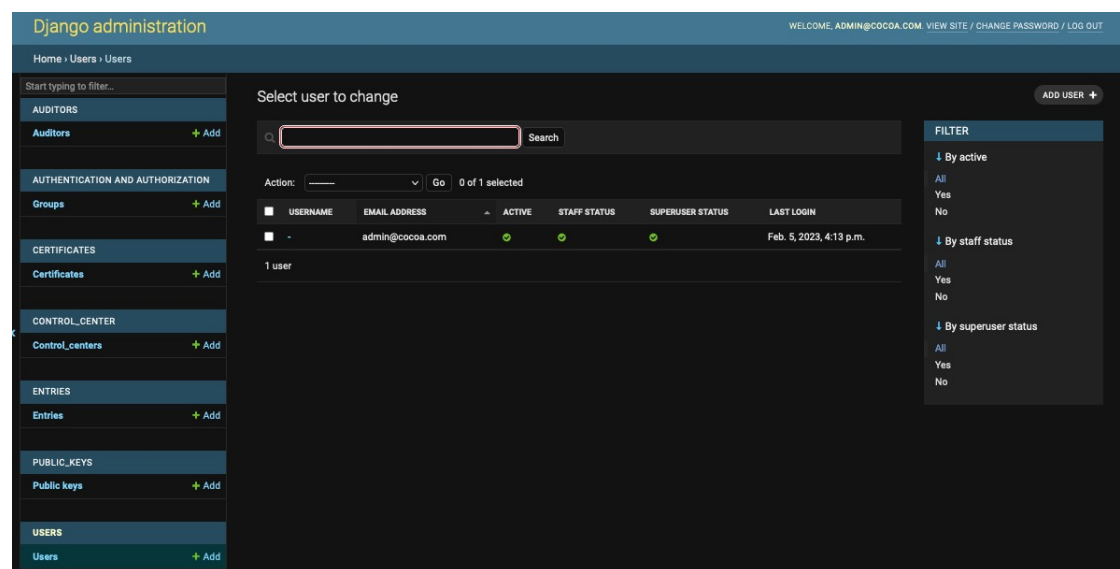 Django administration
WELCOME, ADMIN@COCOA.COM. VIEW SITE / CHANGE PASSWORD / LOG OUT
Home › Users › Users
Start typing to filter...
AUDITORS
Auditors + Add
AUTHENTICATION AND AUTHORIZATION
Groups + Add
CERTIFICATES
Certificates + Add
CONTROL_CENTER
Control_centers + Add
ENTRIES
Entries + Add
PUBLIC_KEYS
Public keys + Add
USERS
Users + Add
Select user to change
ADD USER +
Search
Action: --------- Go 0 of 1 selected
USERNAME EMAIL ADDRESS ACTIVE STAFF STATUS SUPERUSER STATUS LAST LOGIN
- admin@cocoa.com Feb. 5, 2023, 4:13 p.m.
1 user
FILTER
↓ By active
All
Yes
No
↓ By staff status
All
Yes
No
↓ By superuser status
All
Yes
No